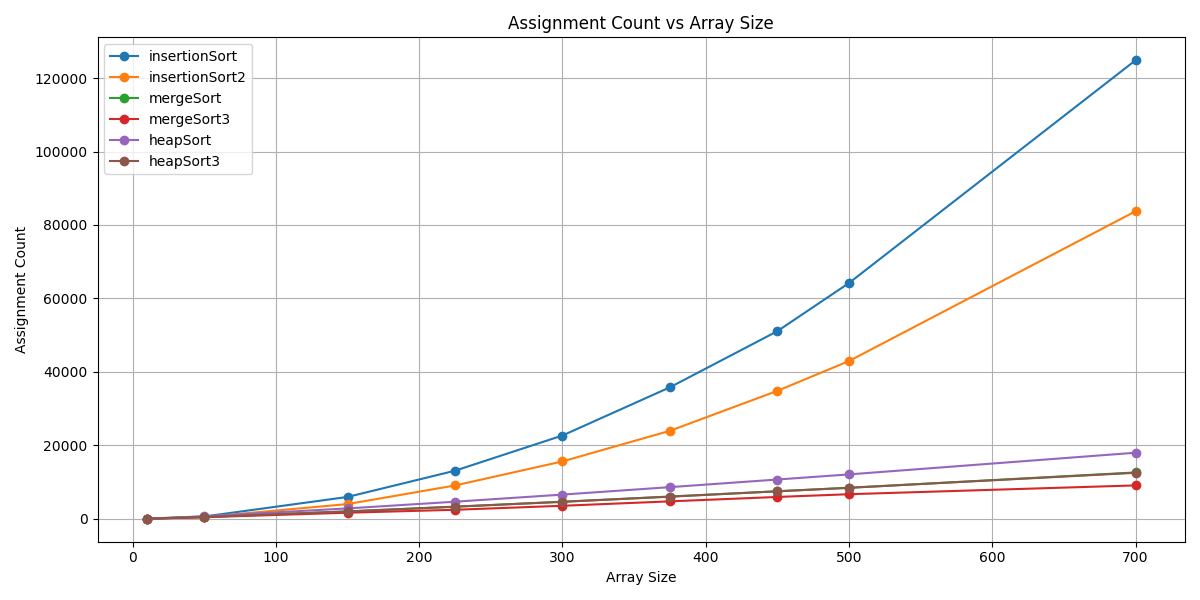 Assignment Count vs Array Size
insertionSort
insertionSort2
mergeSort
mergeSort3
heapSort
heapSort3
120000
100000
80000
60000
40000
20000
0
Assignment Count
0 100 200 300 400 500 600 700
Array Size